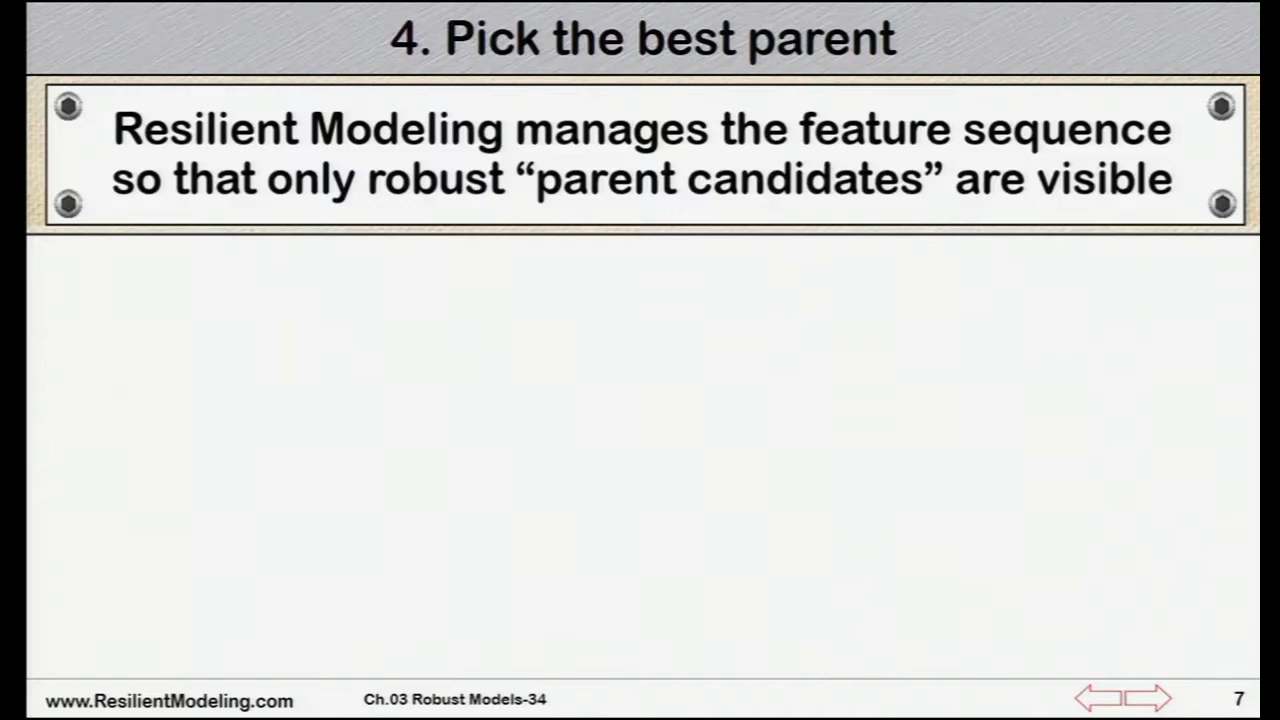 4. Pick the best parent
Resilient Modeling manages the feature sequence
so that only robust “parent candidates” are visible
www.ResilientModeling.com
Ch.03 Robust Models-34
7